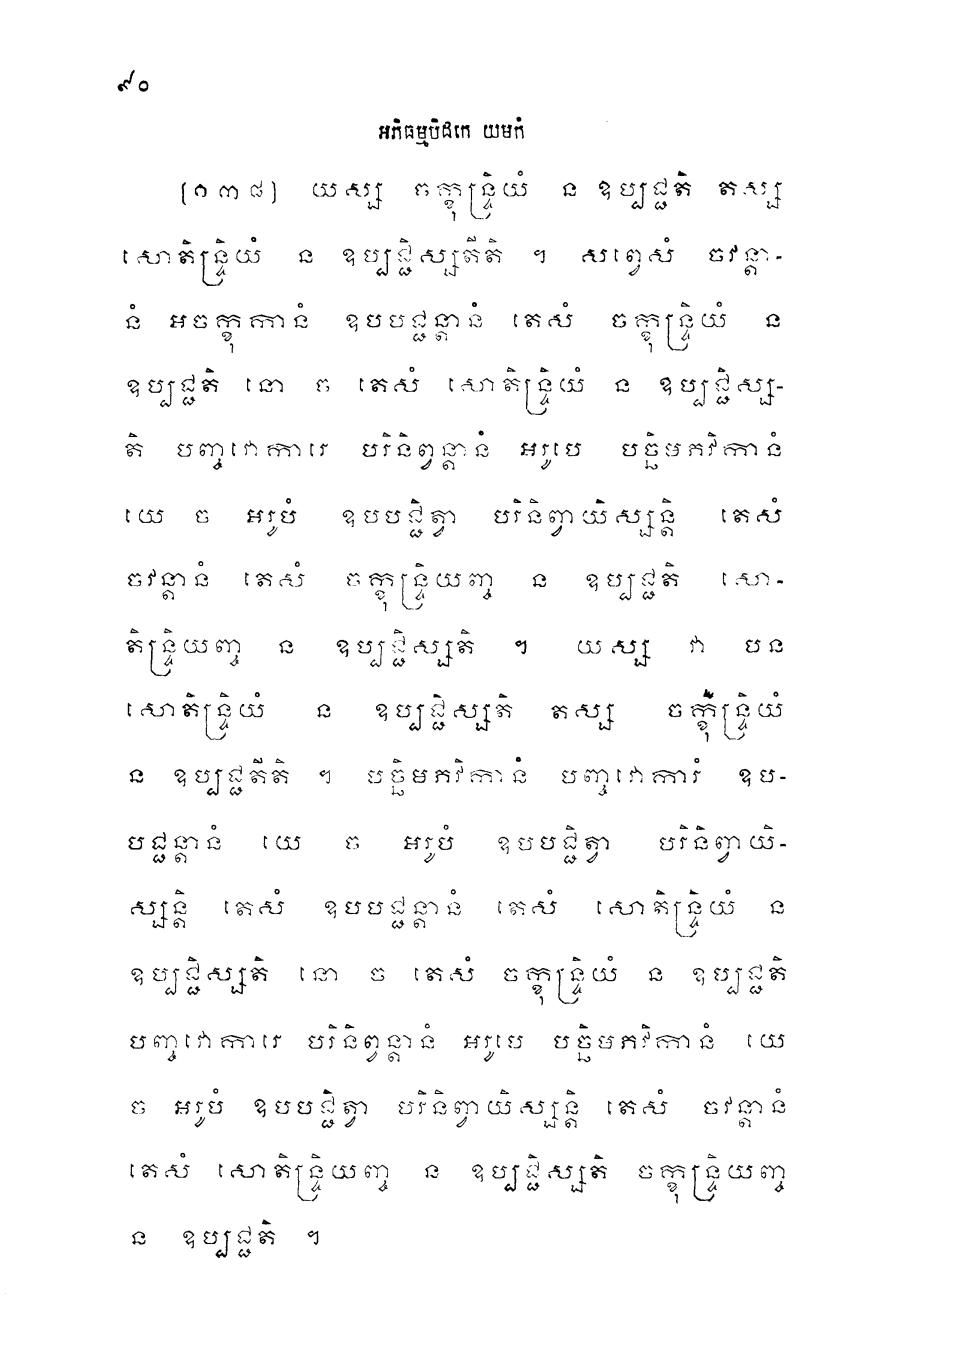 ៩០
អភិធម្មបិដកេ យមកំ
[១៣៨] យស្ស ចក្ខុន្ទ្រិយំ ន ឧប្បជ្ជតិ តស្ស
សោតិន្ទ្រិយំ ន ឧប្បជ្ជិស្សតីតិ ។ សព្វេសំ ចវន្តា-
នំ អចក្ខុកានំ ឧបបជ្ជន្តានំ តេសំ ចក្ខុន្ទ្រិយំ ន
ឧប្បជ្ជតិ នោ ច តេសំ សោតិន្ទ្រិយំ ន ឧប្បជ្ជិស្ស-
តិ បញ្ចវោការេ បរិនិព្វន្តានំ អរូបេ បច្ឆិមភវិកានំ
យេ ច អរូបំ ឧបបជ្ជិត្វា បរិនិព្វាយិស្សន្តិ តេសំ
ចវន្តានំ តេសំ ចក្ខុន្ទ្រិយញ្ច ន ឧប្បជ្ជតិ សោ-
តិន្ទ្រិយញ្ច ន ឧប្បជ្ជិស្សតិ ។ យស្ស វា បន
សោតិន្ទ្រិយំ ន ឧប្បជ្ជិស្សតិ តស្ស ចក្ខុន្ទ្រិយំ
ន ឧប្បជ្ជតីតិ ។ បច្ឆិមភវិកានំ បញ្ចវោការំ ឧប-
បជ្ជន្តានំ យេ ច អរូបំ ឧបបជ្ជិត្វា បរិនិព្វាយិ-
ស្សន្តិ តេសំ ឧបបជ្ជន្តានំ តេសំ សោតិន្ទ្រិយំ ន
ឧប្បជ្ជិស្សតិ នោ ច តេសំ ចក្ខុន្ទ្រិយំ ន ឧប្បជ្ជតិ
បញ្ចវោការេ បរិនិព្វន្តានំ អរូបេ បច្ឆិមភវិកានំ យេ
ច អរូបំ ឧបបជ្ជិត្វា បរិនិព្វាយិស្សន្តិ តេសំ ចវន្តានំ
តេសំ សោតិន្ទ្រិយញ្ច ន ឧប្បជ្ជិស្សតិ ចក្ខុន្ទ្រិយញ្ច
ន ឧប្បជ្ជតិ ។